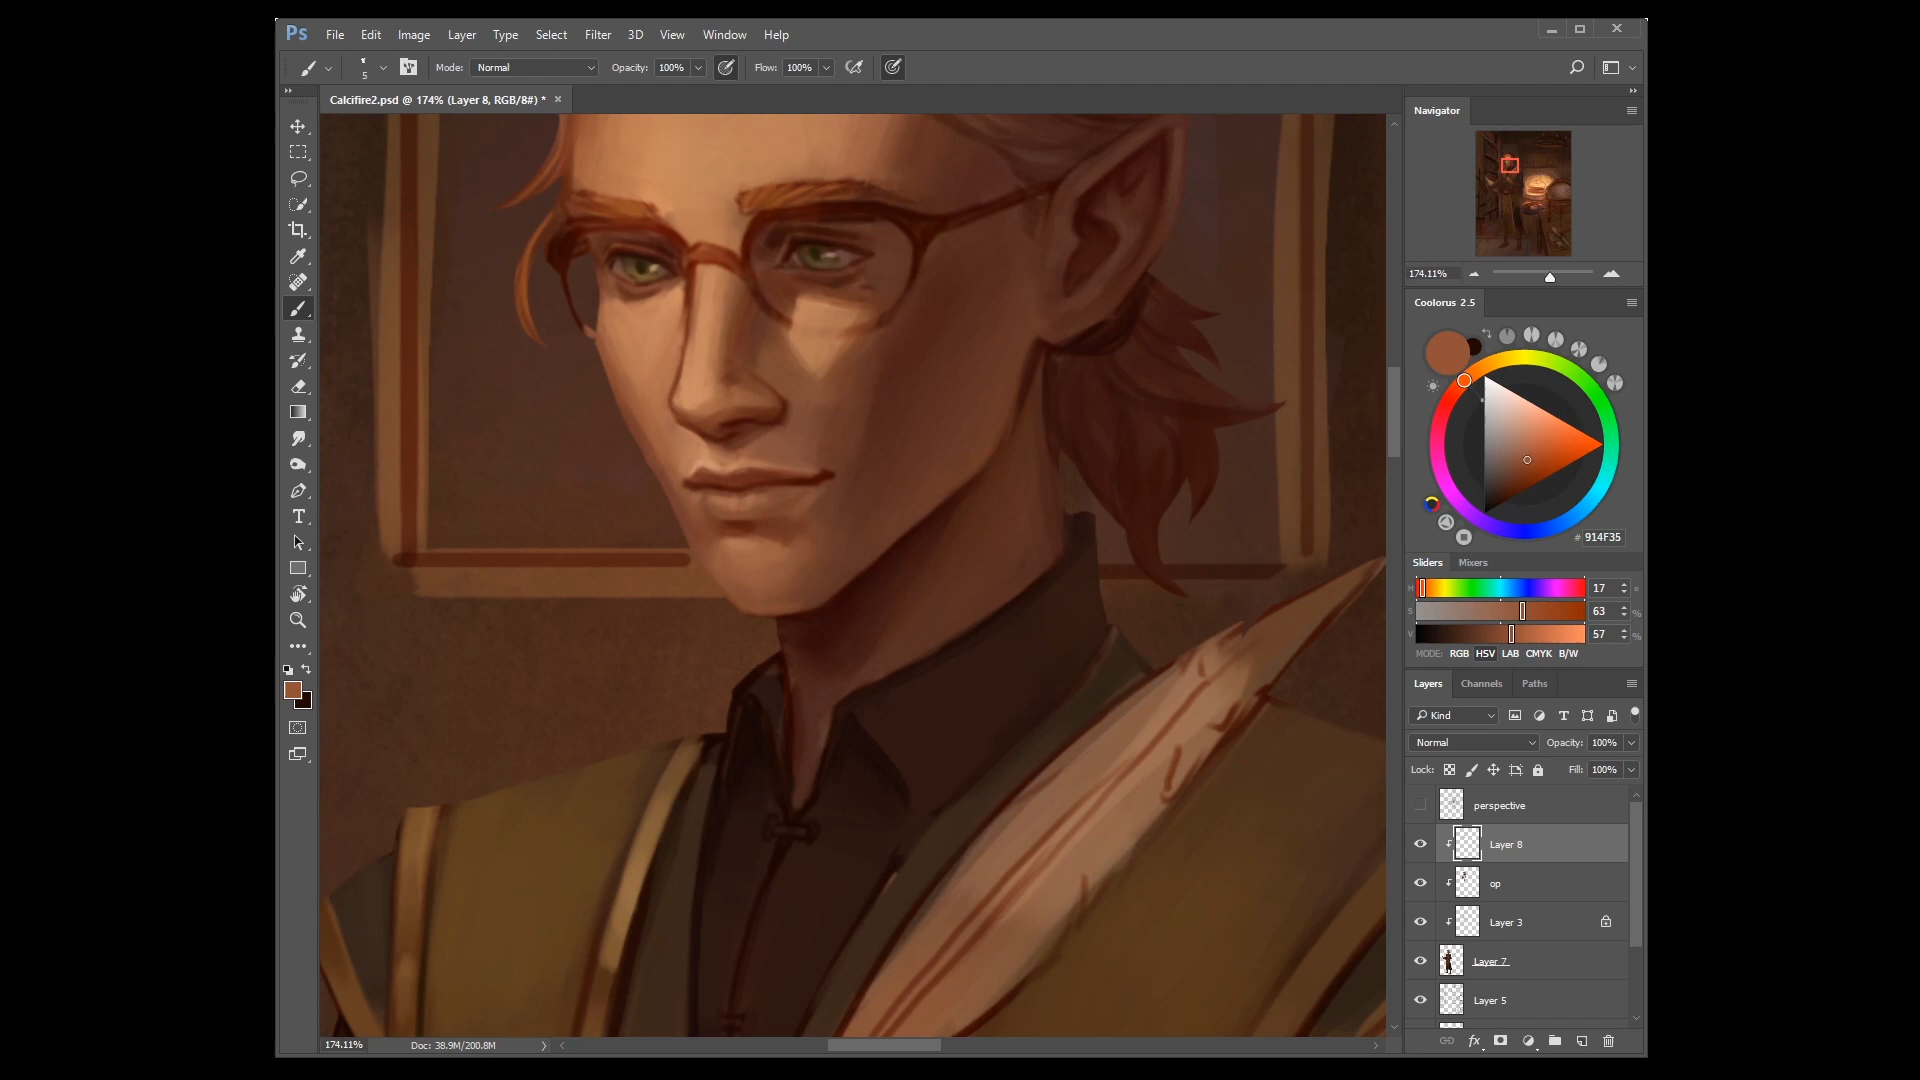 Ps File Edit Image Layer Type Select Filter 3D View Window Help
5 Mode: Normal Opacity: 100% Flow: 100%
Calcifire2.psd @ 174% (Layer 8, RGB/8#) * ×
Navigator
174.11%
Coolorus 2.5
# 914F35
Sliders Mixers
H 17 °
S 63 %
V 57 %
MODE: RGB HSV LAB CMYK B/W
Layers Channels Paths
Kind
Normal Opacity: 100%
Lock: Fill: 100%
perspective
Layer 8
op
Layer 3
Layer 7
Layer 5
fx
174.11% Doc: 38.9M/200.8M